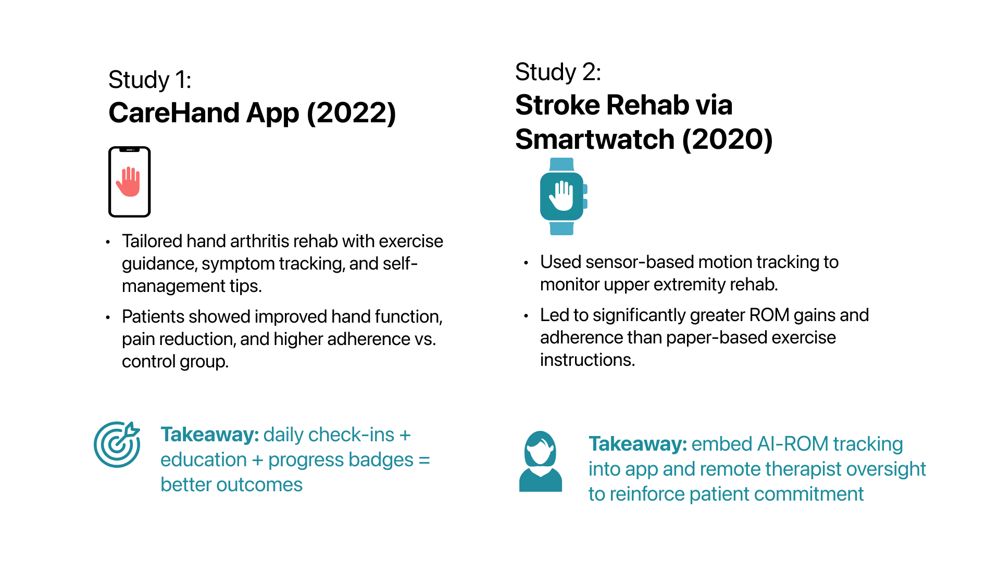 Study 1:
CareHand App (2022)
• Tailored hand arthritis rehab with exercise
guidance, symptom tracking, and self-
management tips.
• Patients showed improved hand function,
pain reduction, and higher adherence vs.
control group.
Takeaway: daily check-ins +
education + progress badges =
better outcomes
Study 2:
Stroke Rehab via
Smartwatch (2020)
• Used sensor-based motion tracking to
monitor upper extremity rehab.
• Led to significantly greater ROM gains and
adherence than paper-based exercise
instructions.
Takeaway: embed AI-ROM tracking
into app and remote therapist oversight
to reinforce patient commitment